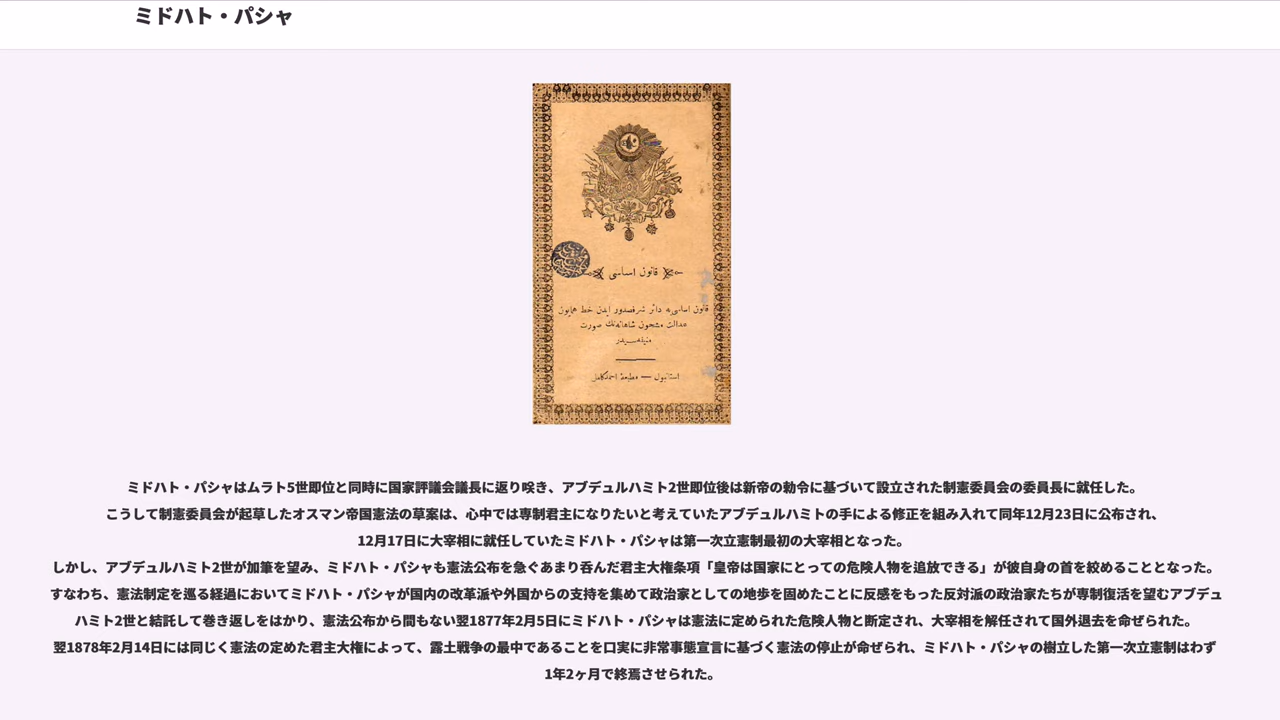 ミドハト・パシャ
قانون اساسی
قانون اساسی‌یه دائر شرفصدور ایدن خط همایون
عدالت مشحون شاهانه‌نك صورت
منیفه‌سیدر
استانبول — مطبعهٔ احمد كامل
ミドハト・パシャはムラト5世即位と同時に国家評議会議長に返り咲き、アブデュルハミト2世即位後は新帝の勅令に基づいて設立された制憲委員会の委員長に就任した。
こうして制憲委員会が起草したオスマン帝国憲法の草案は、心中では専制君主になりたいと考えていたアブデュルハミトの手による修正を組み入れて同年12月23日に公布され、
12月17日に大宰相に就任していたミドハト・パシャは第一次立憲制最初の大宰相となった。
しかし、アブデュルハミト2世が加筆を望み、ミドハト・パシャも憲法公布を急ぐあまり呑んだ君主大権条項「皇帝は国家にとっての危険人物を追放できる」が彼自身の首を絞めることとなった。
すなわち、憲法制定を巡る経過においてミドハト・パシャが国内の改革派や外国からの支持を集めて政治家としての地歩を固めたことに反感をもった反対派の政治家たちが専制復活を望むアブデュ
ハミト2世と結託して巻き返しをはかり、憲法公布から間もない翌1877年2月5日にミドハト・パシャは憲法に定められた危険人物と断定され、大宰相を解任されて国外退去を命ぜられた。
翌1878年2月14日には同じく憲法の定めた君主大権によって、露土戦争の最中であることを口実に非常事態宣言に基づく憲法の停止が命ぜられ、ミドハト・パシャの樹立した第一次立憲制はわず
1年2ヶ月で終焉させられた。